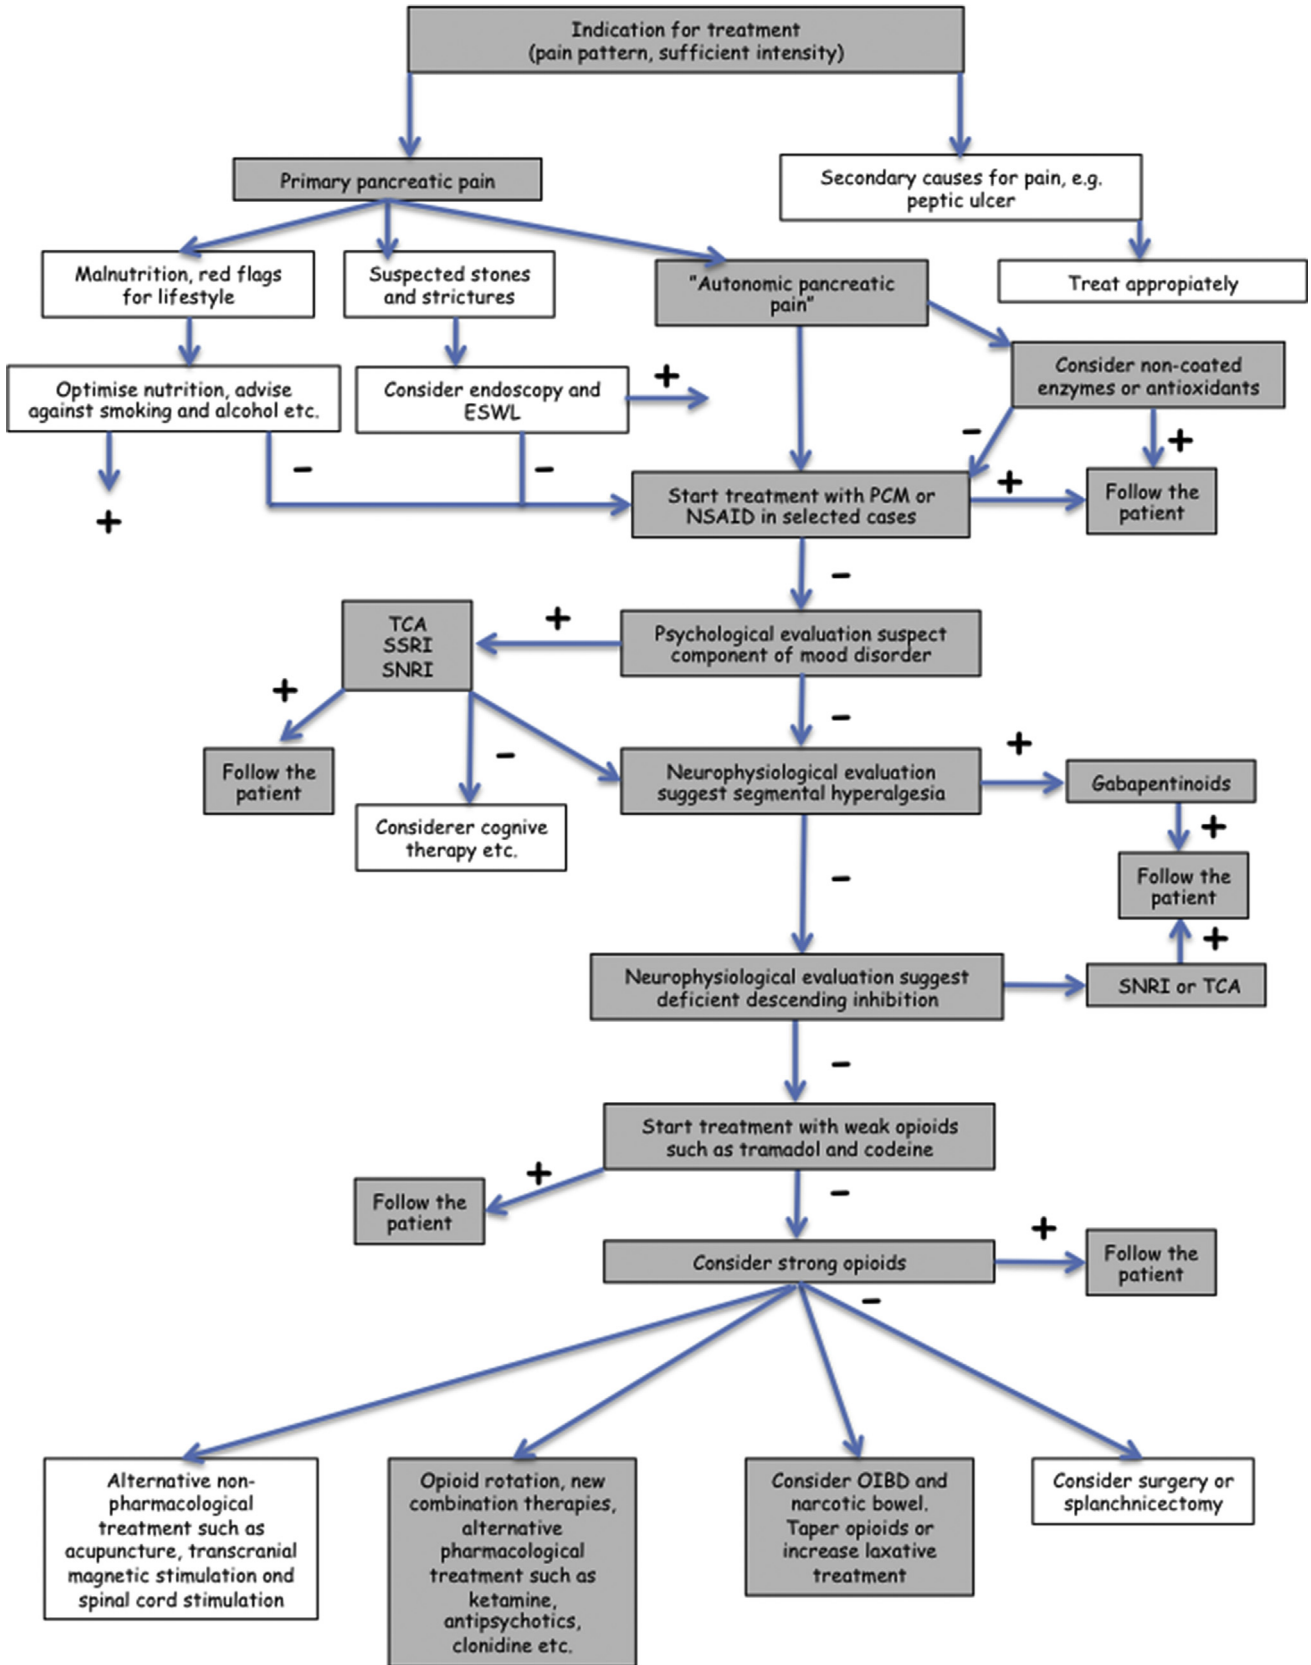 Indication for treatment
(pain pattern, sufficient intensity)
Primary pancreatic pain
Secondary causes for pain, e.g.
peptic ulcer
Malnutrition, red flags
for lifestyle
Suspected stones
and strictures
"Autonomic pancreatic
pain"
Treat appropiately
Optimise nutrition, advise
against smoking and alcohol etc.
Consider endoscopy and
ESWL
+
Consider non-coated
enzymes or antioxidants
-
+
-
-
+
Start treatment with PCM or
NSAID in selected cases
+
Follow the
patient
-
TCA
SSRI
SNRI
+
Psychological evaluation suspect
component of mood disorder
+
-
-
Follow the
patient
Considerer cognive
therapy etc.
Neurophysiological evaluation
suggest segmental hyperalgesia
+
Gabapentinoids
+
-
Follow the
patient
+
Neurophysiological evaluation suggest
deficient descending inhibition
SNRI or TCA
-
Start treatment with weak opioids
such as tramadol and codeine
+
-
Follow the
patient
Consider strong opioids
+
Follow the
patient
-
Alternative non-
pharmacological
treatment such as
acupuncture, transcranial
magnetic stimulation ond
spinal cord stimulation
Opioid rotation, new
combination therapies,
alternative
pharmacological
treatment such as
ketamine,
antipsychotics,
clonidine etc.
Consider OIBD and
narcotic bowel.
Taper opioids or
increase laxative
treatment
Consider surgery or
splanchnicectomy